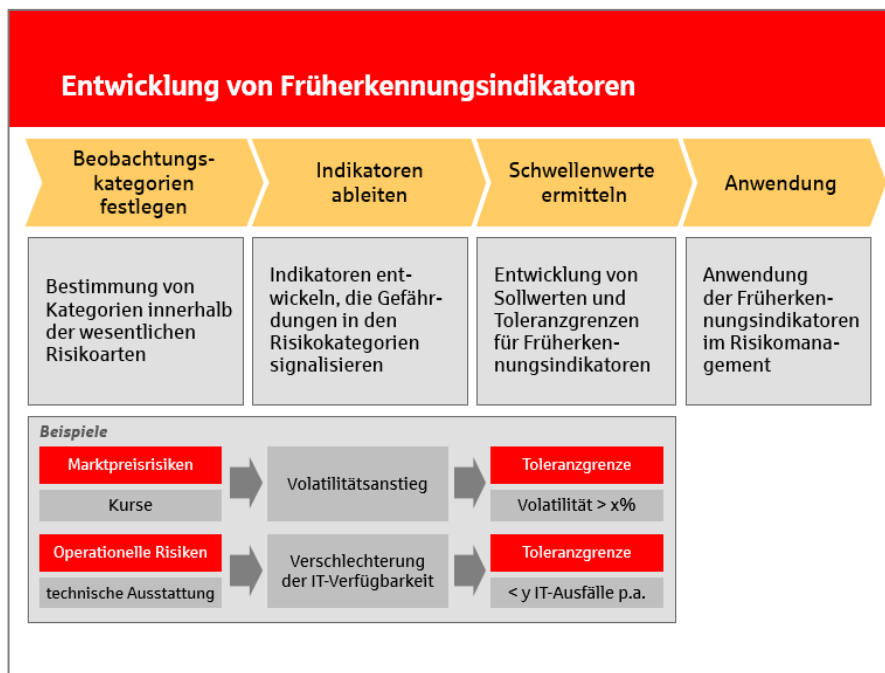 Entwicklung von Früherkennungsindikatoren
Beobachtungs-
kategorien
festlegen
Indikatoren
ableiten
Schwellenwerte
ermitteln
Anwendung
Bestimmung von
Kategorien innerhalb
der wesentlichen
Risikoarten
Indikatoren ent-
wickeln, die Gefähr-
dungen in den
Risikokategorien
signalisieren
Entwicklung von
Sollwerten und
Toleranzgrenzen
für Früherken-
nungsindikatoren
Anwendung
der Früherken-
nungsindikatoren
im Risikomana-
gement
Beispiele
Marktpreisrisiken
Kurse
Volatilitätsanstieg
Toleranzgrenze
Volatilität > x%
Operationelle Risiken
technische Ausstattung
Verschlechterung
der IT-Verfügbarkeit
Toleranzgrenze
< y IT-Ausfälle p.a.